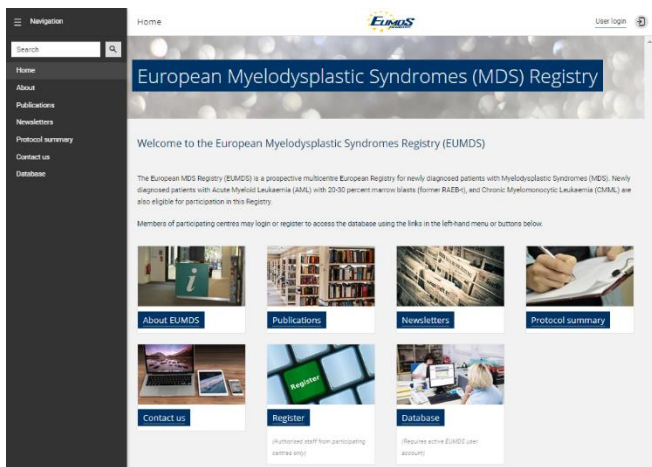 Navigation
Home
EUMDS
User login
Search
Home
About
Publications
Newsletters
Protocol summary
Contact us
Database
European Myelodysplastic Syndromes (MDS) Registry
Welcome to the European Myelodysplastic Syndromes Registry (EUMDS)
The European MDS Registry (EUMDS) is a prospective multicentre European Registry for newly diagnosed patients with Myelodysplastic Syndromes (MDS). Newly
diagnosed patients with Acute Myeloid Leukaemia (AML) with 20-30 percent marrow blasts (former RAEB-t), and Chronic Myelomonocytic Leukaemia (CMML) are
also eligible for participation in this Registry.
Members of participating centres may login or register to access the database using the links in the left-hand menu or buttons below.
i
About EUMDS
Publications
Newsletters
Protocol summary
Register
Contact us
Register
Database
(Authorised staff from participating
centres only)
(Requires active EUMDS user
account)